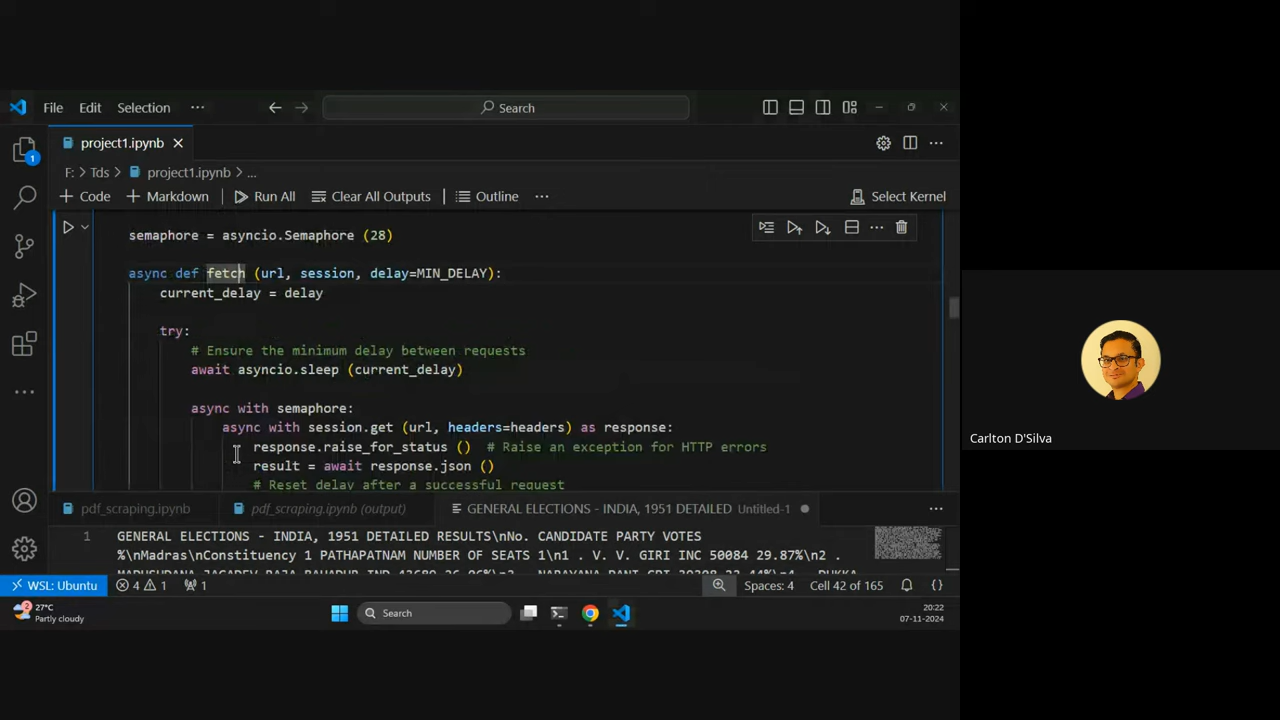 File Edit Selection ··· Search
project1.ipynb
F: > Tds > project1.ipynb > ...
+ Code + Markdown Run All Clear All Outputs Outline ··· Select Kernel
semaphore = asyncio.Semaphore (28)
async def fetch (url, session, delay=MIN_DELAY):
current_delay = delay
try:
# Ensure the minimum delay between requests
await asyncio.sleep (current_delay)
async with semaphore:
async with session.get (url, headers=headers) as response:
response.raise_for_status () # Raise an exception for HTTP errors
result = await response.json ()
# Reset delay after a successful request
pdf_scraping.ipynb pdf_scraping.ipynb (output) GENERAL ELECTIONS - INDIA, 1951 DETAILED Untitled-1
1 GENERAL ELECTIONS - INDIA, 1951 DETAILED RESULTS\nNo. CANDIDATE PARTY VOTES
%\nMadras\nConstituency 1 PATHAPATNAM NUMBER OF SEATS 1\n1 . V. V. GIRI INC 50084 29.87%\n2 .
WSL: Ubuntu 4 1 1 Spaces: 4 Cell 42 of 165 {}
27°C
Partly cloudy
Search
20:22
07-11-2024
Carlton D'Silva